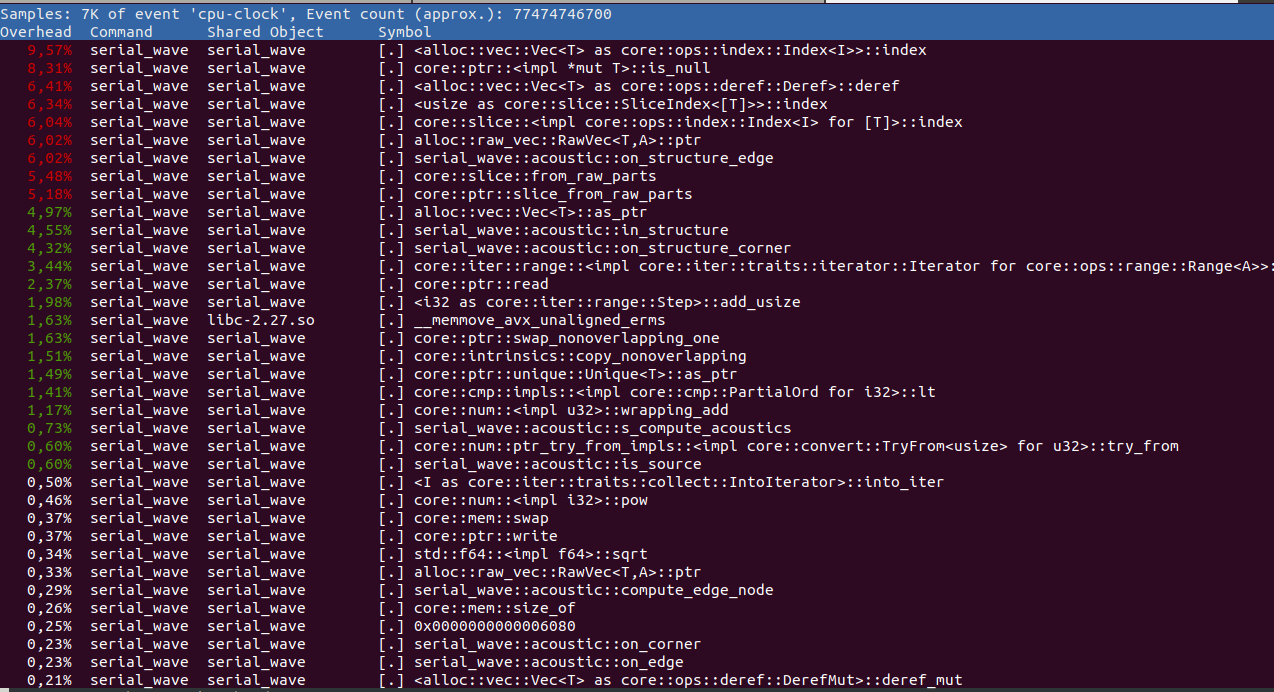 Samples: 7K of event 'cpu-clock', Event count (approx.): 77474746700
Overhead  Command      Shared Object      Symbol
9,57%  serial_wave  serial_wave        [.] <alloc::vec::Vec<T> as core::ops::index::Index<I>>::index
8,31%  serial_wave  serial_wave        [.] core::ptr::<impl *mut T>::is_null
6,41%  serial_wave  serial_wave        [.] <alloc::vec::Vec<T> as core::ops::deref::Deref>::deref
6,34%  serial_wave  serial_wave        [.] <usize as core::slice::SliceIndex<[T]>>::index
6,04%  serial_wave  serial_wave        [.] core::slice::<impl core::ops::index::Index<I> for [T]>::index
6,02%  serial_wave  serial_wave        [.] alloc::raw_vec::RawVec<T,A>::ptr
6,02%  serial_wave  serial_wave        [.] serial_wave::acoustic::on_structure_edge
5,48%  serial_wave  serial_wave        [.] core::slice::from_raw_parts
5,18%  serial_wave  serial_wave        [.] core::ptr::slice_from_raw_parts
4,97%  serial_wave  serial_wave        [.] alloc::vec::Vec<T>::as_ptr
4,55%  serial_wave  serial_wave        [.] serial_wave::acoustic::in_structure
4,32%  serial_wave  serial_wave        [.] serial_wave::acoustic::on_structure_corner
3,44%  serial_wave  serial_wave        [.] core::iter::range::<impl core::iter::traits::iterator::Iterator for core::ops::range::Range<A>>:
2,37%  serial_wave  serial_wave        [.] core::ptr::read
1,98%  serial_wave  serial_wave        [.] <i32 as core::iter::range::Step>::add_usize
1,63%  serial_wave  libc-2.27.so       [.] __memmove_avx_unaligned_erms
1,63%  serial_wave  serial_wave        [.] core::ptr::swap_nonoverlapping_one
1,51%  serial_wave  serial_wave        [.] core::intrinsics::copy_nonoverlapping
1,49%  serial_wave  serial_wave        [.] core::ptr::unique::Unique<T>::as_ptr
1,41%  serial_wave  serial_wave        [.] core::cmp::impls::<impl core::cmp::PartialOrd for i32>::lt
1,17%  serial_wave  serial_wave        [.] core::num::<impl u32>::wrapping_add
0,73%  serial_wave  serial_wave        [.] serial_wave::acoustic::s_compute_acoustics
0,60%  serial_wave  serial_wave        [.] core::num::ptr_try_from_impls::<impl core::convert::TryFrom<usize> for u32>::try_from
0,60%  serial_wave  serial_wave        [.] serial_wave::acoustic::is_source
0,50%  serial_wave  serial_wave        [.] <I as core::iter::traits::collect::IntoIterator>::into_iter
0,46%  serial_wave  serial_wave        [.] core::num::<impl i32>::pow
0,37%  serial_wave  serial_wave        [.] core::mem::swap
0,37%  serial_wave  serial_wave        [.] core::ptr::write
0,34%  serial_wave  serial_wave        [.] std::f64::<impl f64>::sqrt
0,33%  serial_wave  serial_wave        [.] alloc::raw_vec::RawVec<T,A>::ptr
0,29%  serial_wave  serial_wave        [.] serial_wave::acoustic::compute_edge_node
0,26%  serial_wave  serial_wave        [.] core::mem::size_of
0,25%  serial_wave  serial_wave        [.] 0x0000000000006080
0,23%  serial_wave  serial_wave        [.] serial_wave::acoustic::on_corner
0,23%  serial_wave  serial_wave        [.] serial_wave::acoustic::on_edge
0,21%  serial_wave  serial_wave        [.] <alloc::vec::Vec<T> as core::ops::deref::DerefMut>::deref_mut